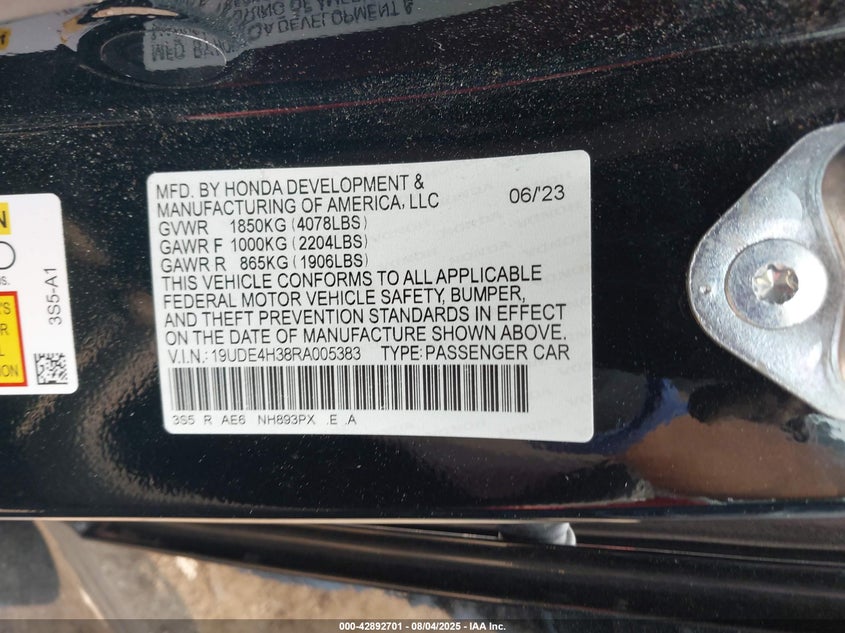 MFD. BY HONDA DEVELOPMENT &
MANUFACTURING OF AMERICA, LLC 06/'23
GVWR 1850KG (4078LBS)
GAWR F 1000KG (2204LBS)
GAWR R 865KG (1906LBS)
THIS VEHICLE CONFORMS TO ALL APPLICABLE
FEDERAL MOTOR VEHICLE SAFETY, BUMPER,
AND THEFT PREVENTION STANDARDS IN EFFECT
ON THE DATE OF MANUFACTURE SHOWN ABOVE.
V.I.N.: 19UDE4H38RA005383 TYPE: PASSENGER CAR
3S5 R AE6 NH893PX .E .A
3S5-A1
000-42892701 - 08/04/2025 - IAA Inc.